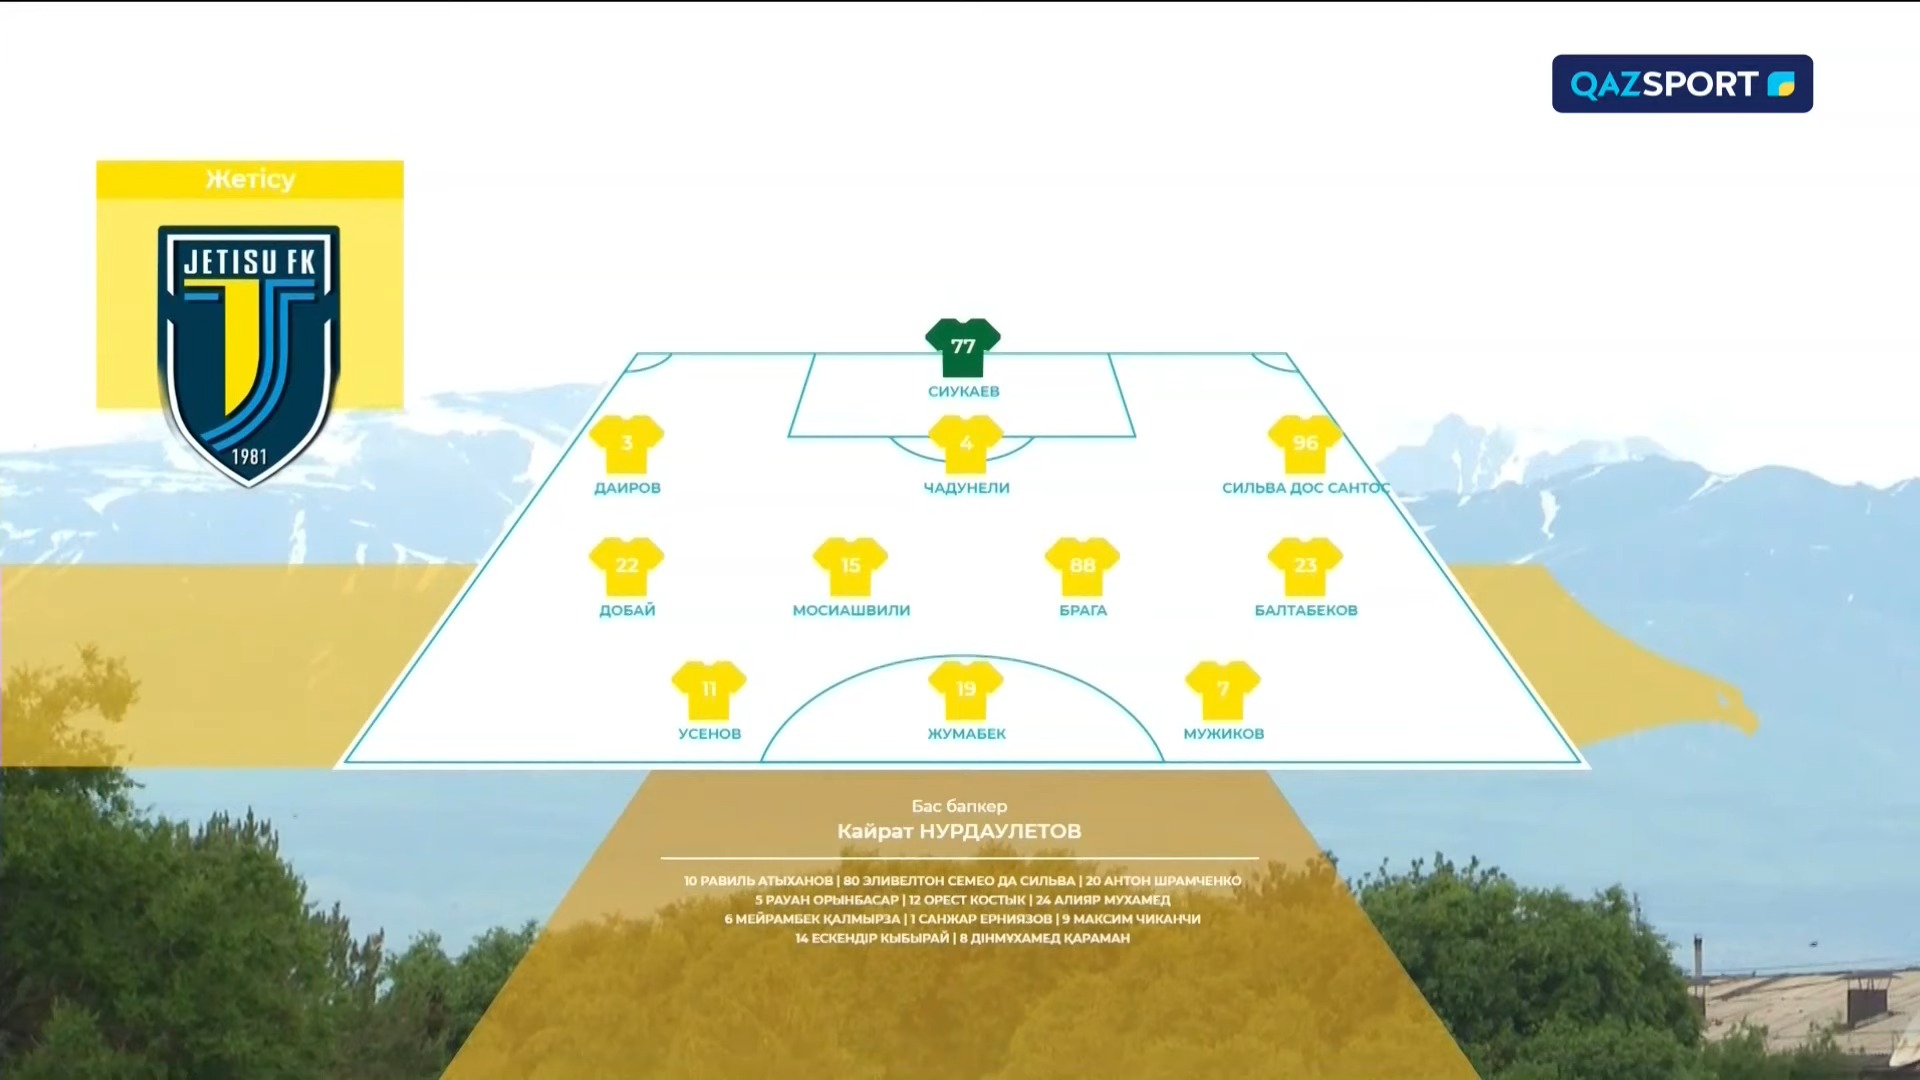 QAZSPORT
Жетісу
JETISU FK
1981
77
СИУКАЕВ
3
4
96
ДАИРОВ
ЧАДУНЕЛИ
СИЛЬВА ДОС САНТОС
22
15
88
23
ДОБАЙ
МОСИАШВИЛИ
БРАГА
БАЛТАБЕКОВ
11
19
7
УСЕНОВ
ЖУМАБЕК
МУЖИКОВ
Бас бапкер
Кайрат НУРДАУЛЕТОВ
10 РАВИЛЬ АТЫХАНОВ | 80 ЭЛИВЕЛТОН СЕМЕО ДА СИЛЬВА | 20 АНТОН ШРАМЧЕНКО
5 РАУАН ОРЫНБАСАР | 12 ОРЕСТ КОСТЫК | 24 АЛИЯР МУХАМЕД
6 МЕЙРАМБЕК ҚАЛМЫРЗА | 1 САНЖАР ЕРНИЯЗОВ | 9 МАКСИМ ЧИКАНЧИ
14 ЕСКЕНДІР КЫБЫРАЙ | 8 ДІНМҰХАМЕД ҚАРАМАН